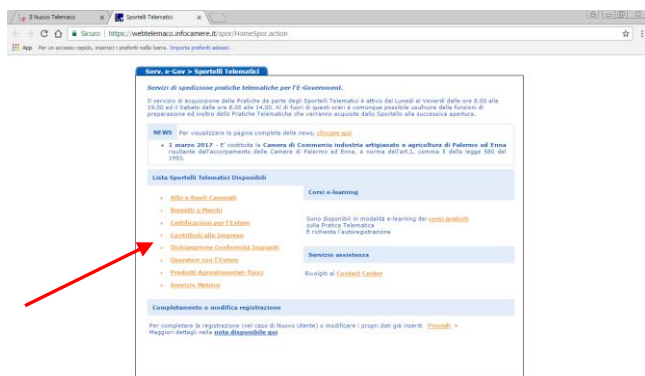 Il Nuovo Telemaco
Sportelli Telematici
Sicuro https://webtelemaco.infocamere.it/spor/HomeSpor.action
App Per un accesso rapido, inserisci i preferiti nella barra. Importa preferiti adesso...
Serv. e-Gov > Sportelli Telematici
Servizi di spedizione pratiche telematiche per l'E-Government.
Il servizio di acquisizione delle Pratiche da parte degli Sportelli Telematici è attivo dal Lunedì al Venerdì dalle ore 8.00 alle
19.00 ed il Sabato dalle ore 8.00 alle 14.00. Al di fuori di questi orari è comunque possibile usufruire delle funzioni di
preparazione ed inoltro delle Pratiche Telematiche che verranno acquisite dallo Sportello alla successiva apertura.
NEWS Per visualizzare la pagina completa delle news, cliccare qui
• 1 marzo 2017 - E' costituita la Camera di Commercio industria artigianato e agricoltura di Palermo ed Enna
risultante dall'accorpamento delle Camere di Palermo ed Enna, a norma dell'art.1, comma 5 della legge 580 del
1993.
Lista Sportelli Telematici Disponibili
Albi e Ruoli Camerali
Brevetti e Marchi
Certificazioni per l'Estero
Contributi alle Imprese
Dichiarazione Conformità Impianti
Operatori con l'Estero
Prodotti Agroalimentari Tipici
Servizio Metrico
Corsi e-learning
Sono disponibili in modalità e-learning dei corsi gratuiti
sulla Pratica Telematica
È richiesta l'autoregistrazione
Servizio assistenza
Rivolgiti al Contact Center
Completamento o modifica registrazione
Per completare la registrazione (nel caso di Nuovo Utente) o modificare i propri dati già inseriti: Procedi »
Maggiori dettagli nella nota disponibile qui